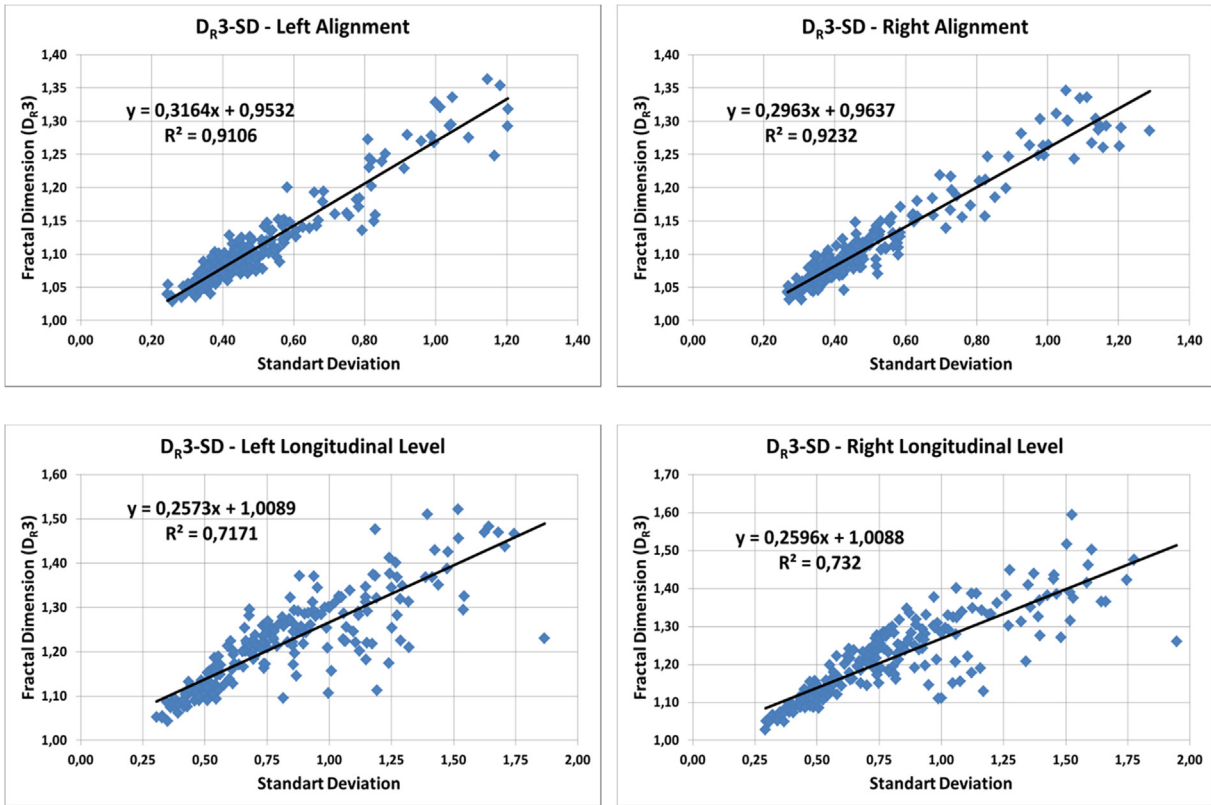 D_R3-SD - Left Alignment
Fractal Dimension (D_R3)
1,40
1,35
1,30
1,25
1,20
1,15
1,10
1,05
1,00
y = 0,3164x + 0,9532
R² = 0,9106
0,00 0,20 0,40 0,60 0,80 1,00 1,20 1,40
Standart Deviation
D_R3-SD - Right Alignment
Fractal Dimension (D_R3)
1,40
1,35
1,30
1,25
1,20
1,15
1,10
1,05
1,00
y = 0,2963x + 0,9637
R² = 0,9232
0,00 0,20 0,40 0,60 0,80 1,00 1,20 1,40
Standart Deviation
D_R3-SD - Left Longitudinal Level
Fractal Dimension (D_R3)
1,60
1,50
1,40
1,30
1,20
1,10
1,00
y = 0,2573x + 1,0089
R² = 0,7171
0,00 0,25 0,50 0,75 1,00 1,25 1,50 1,75 2,00
Standart Deviation
D_R3-SD - Right Longitudinal Level
Fractal Dimension (D_R3)
1,70
1,60
1,50
1,40
1,30
1,20
1,10
1,00
y = 0,2596x + 1,0088
R² = 0,732
0,00 0,25 0,50 0,75 1,00 1,25 1,50 1,75 2,00
Standart Deviation